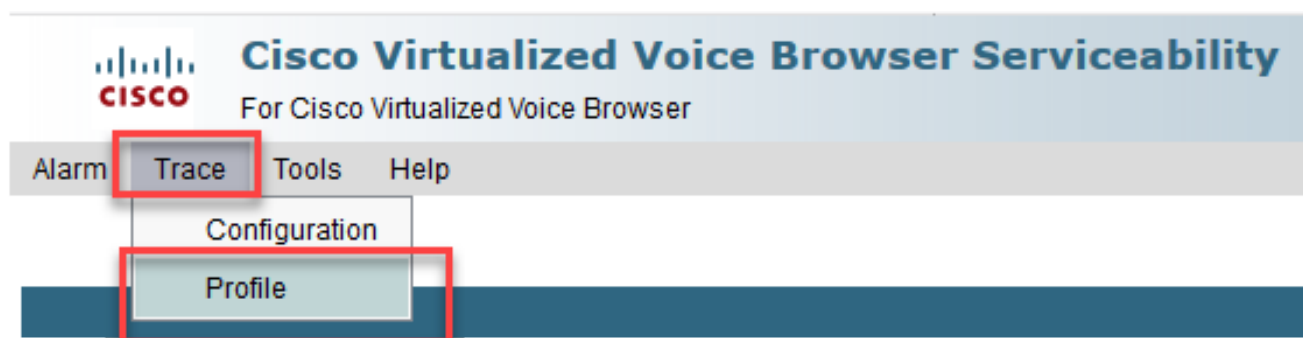 Cisco Virtualized Voice Browser Serviceability
CISCO
For Cisco Virtualized Voice Browser
Alarm Trace Tools Help
Configuration
Profile